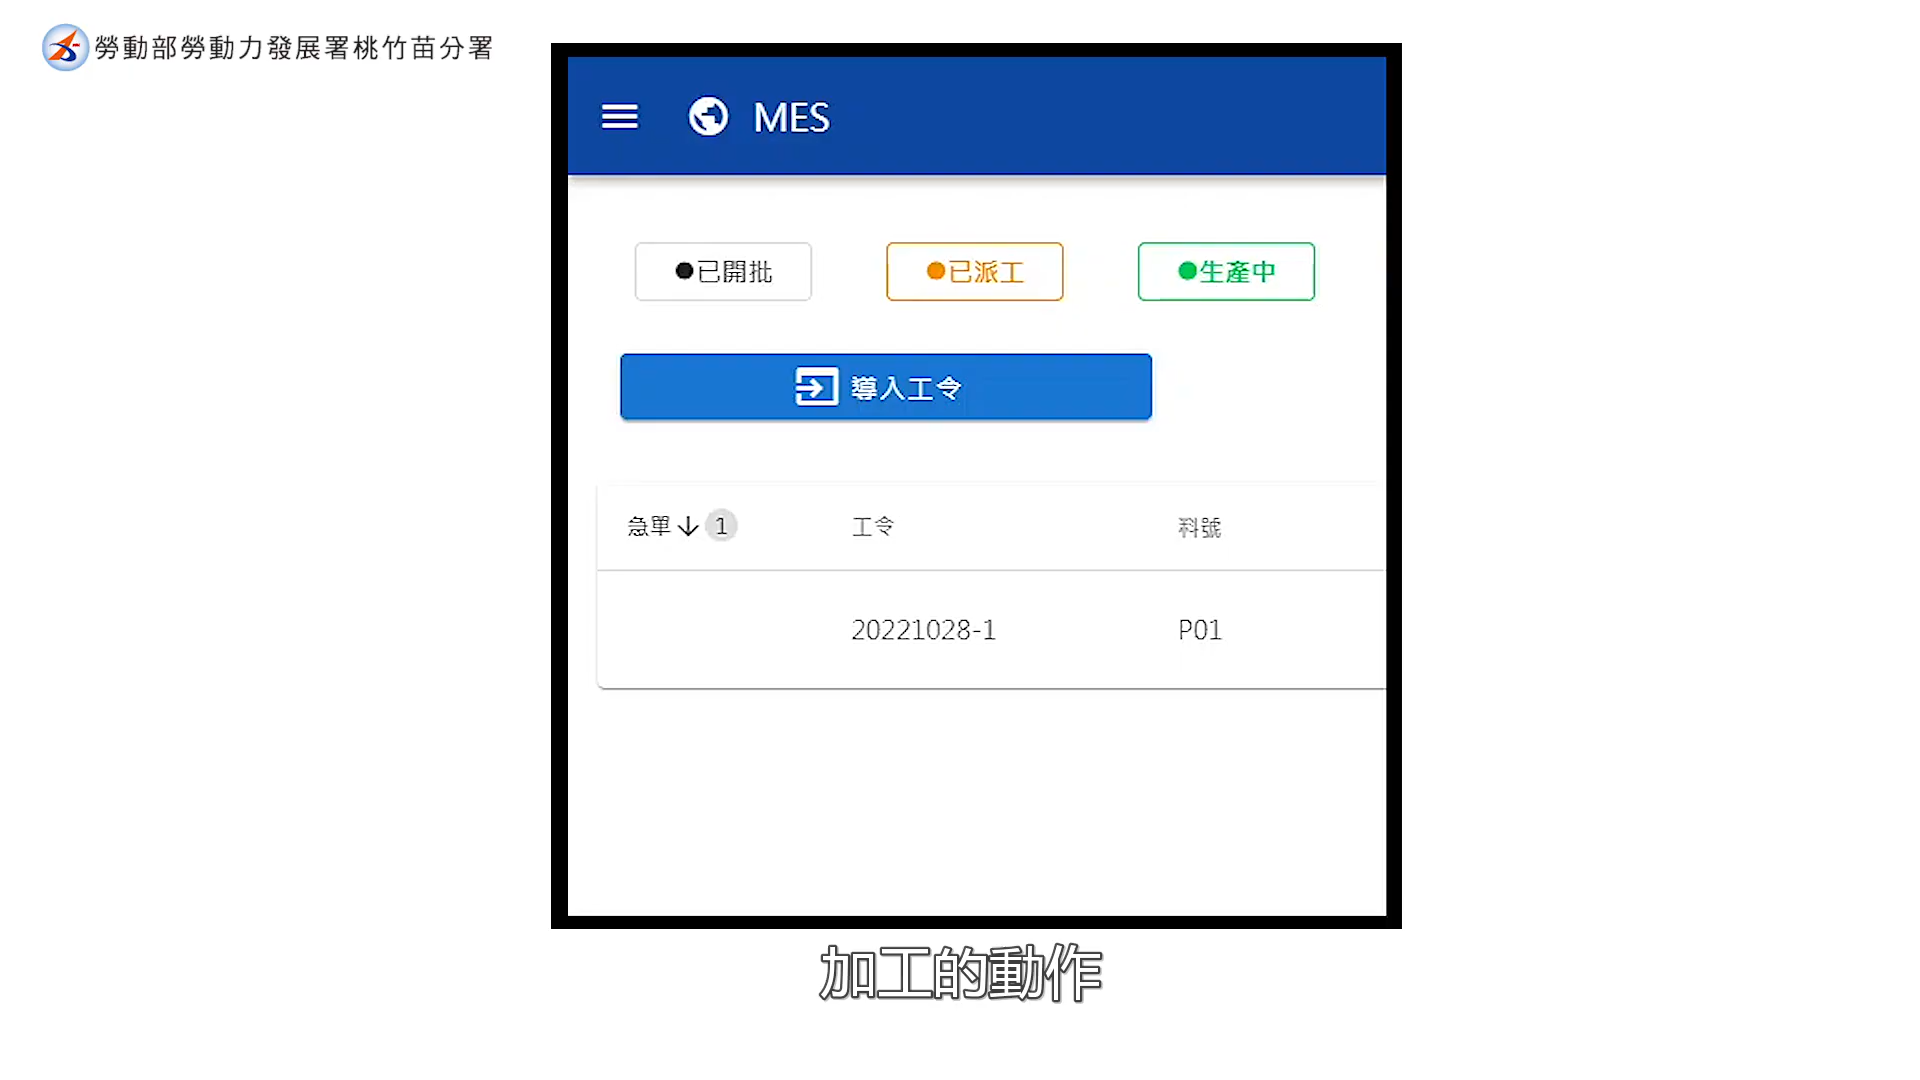 勞動部勞動力發展署桃竹苗分署
MES
●已開批
●已派工
●生產中
導入工令
急單↓ 1 工令 料號
20221028-1 P01
加工的動作